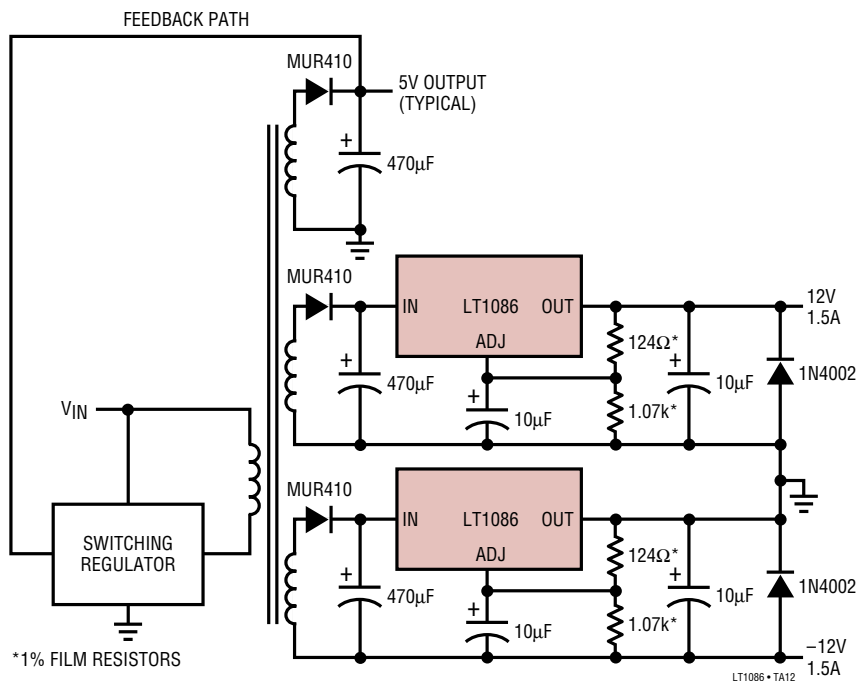 FEEDBACK PATH
MUR410
5V OUTPUT
(TYPICAL)
+
470µF
MUR410
IN
LT1086
OUT
ADJ
12V
1.5A
124Ω*
+
1N4002
+
470µF
+
10µF
1.07k*
10µF
VIN
MUR410
IN
LT1086
OUT
ADJ
SWITCHING
REGULATOR
124Ω*
+
1N4002
+
470µF
+
10µF
1.07k*
10µF
*1% FILM RESISTORS
–12V
1.5A
LT1086 • TA12